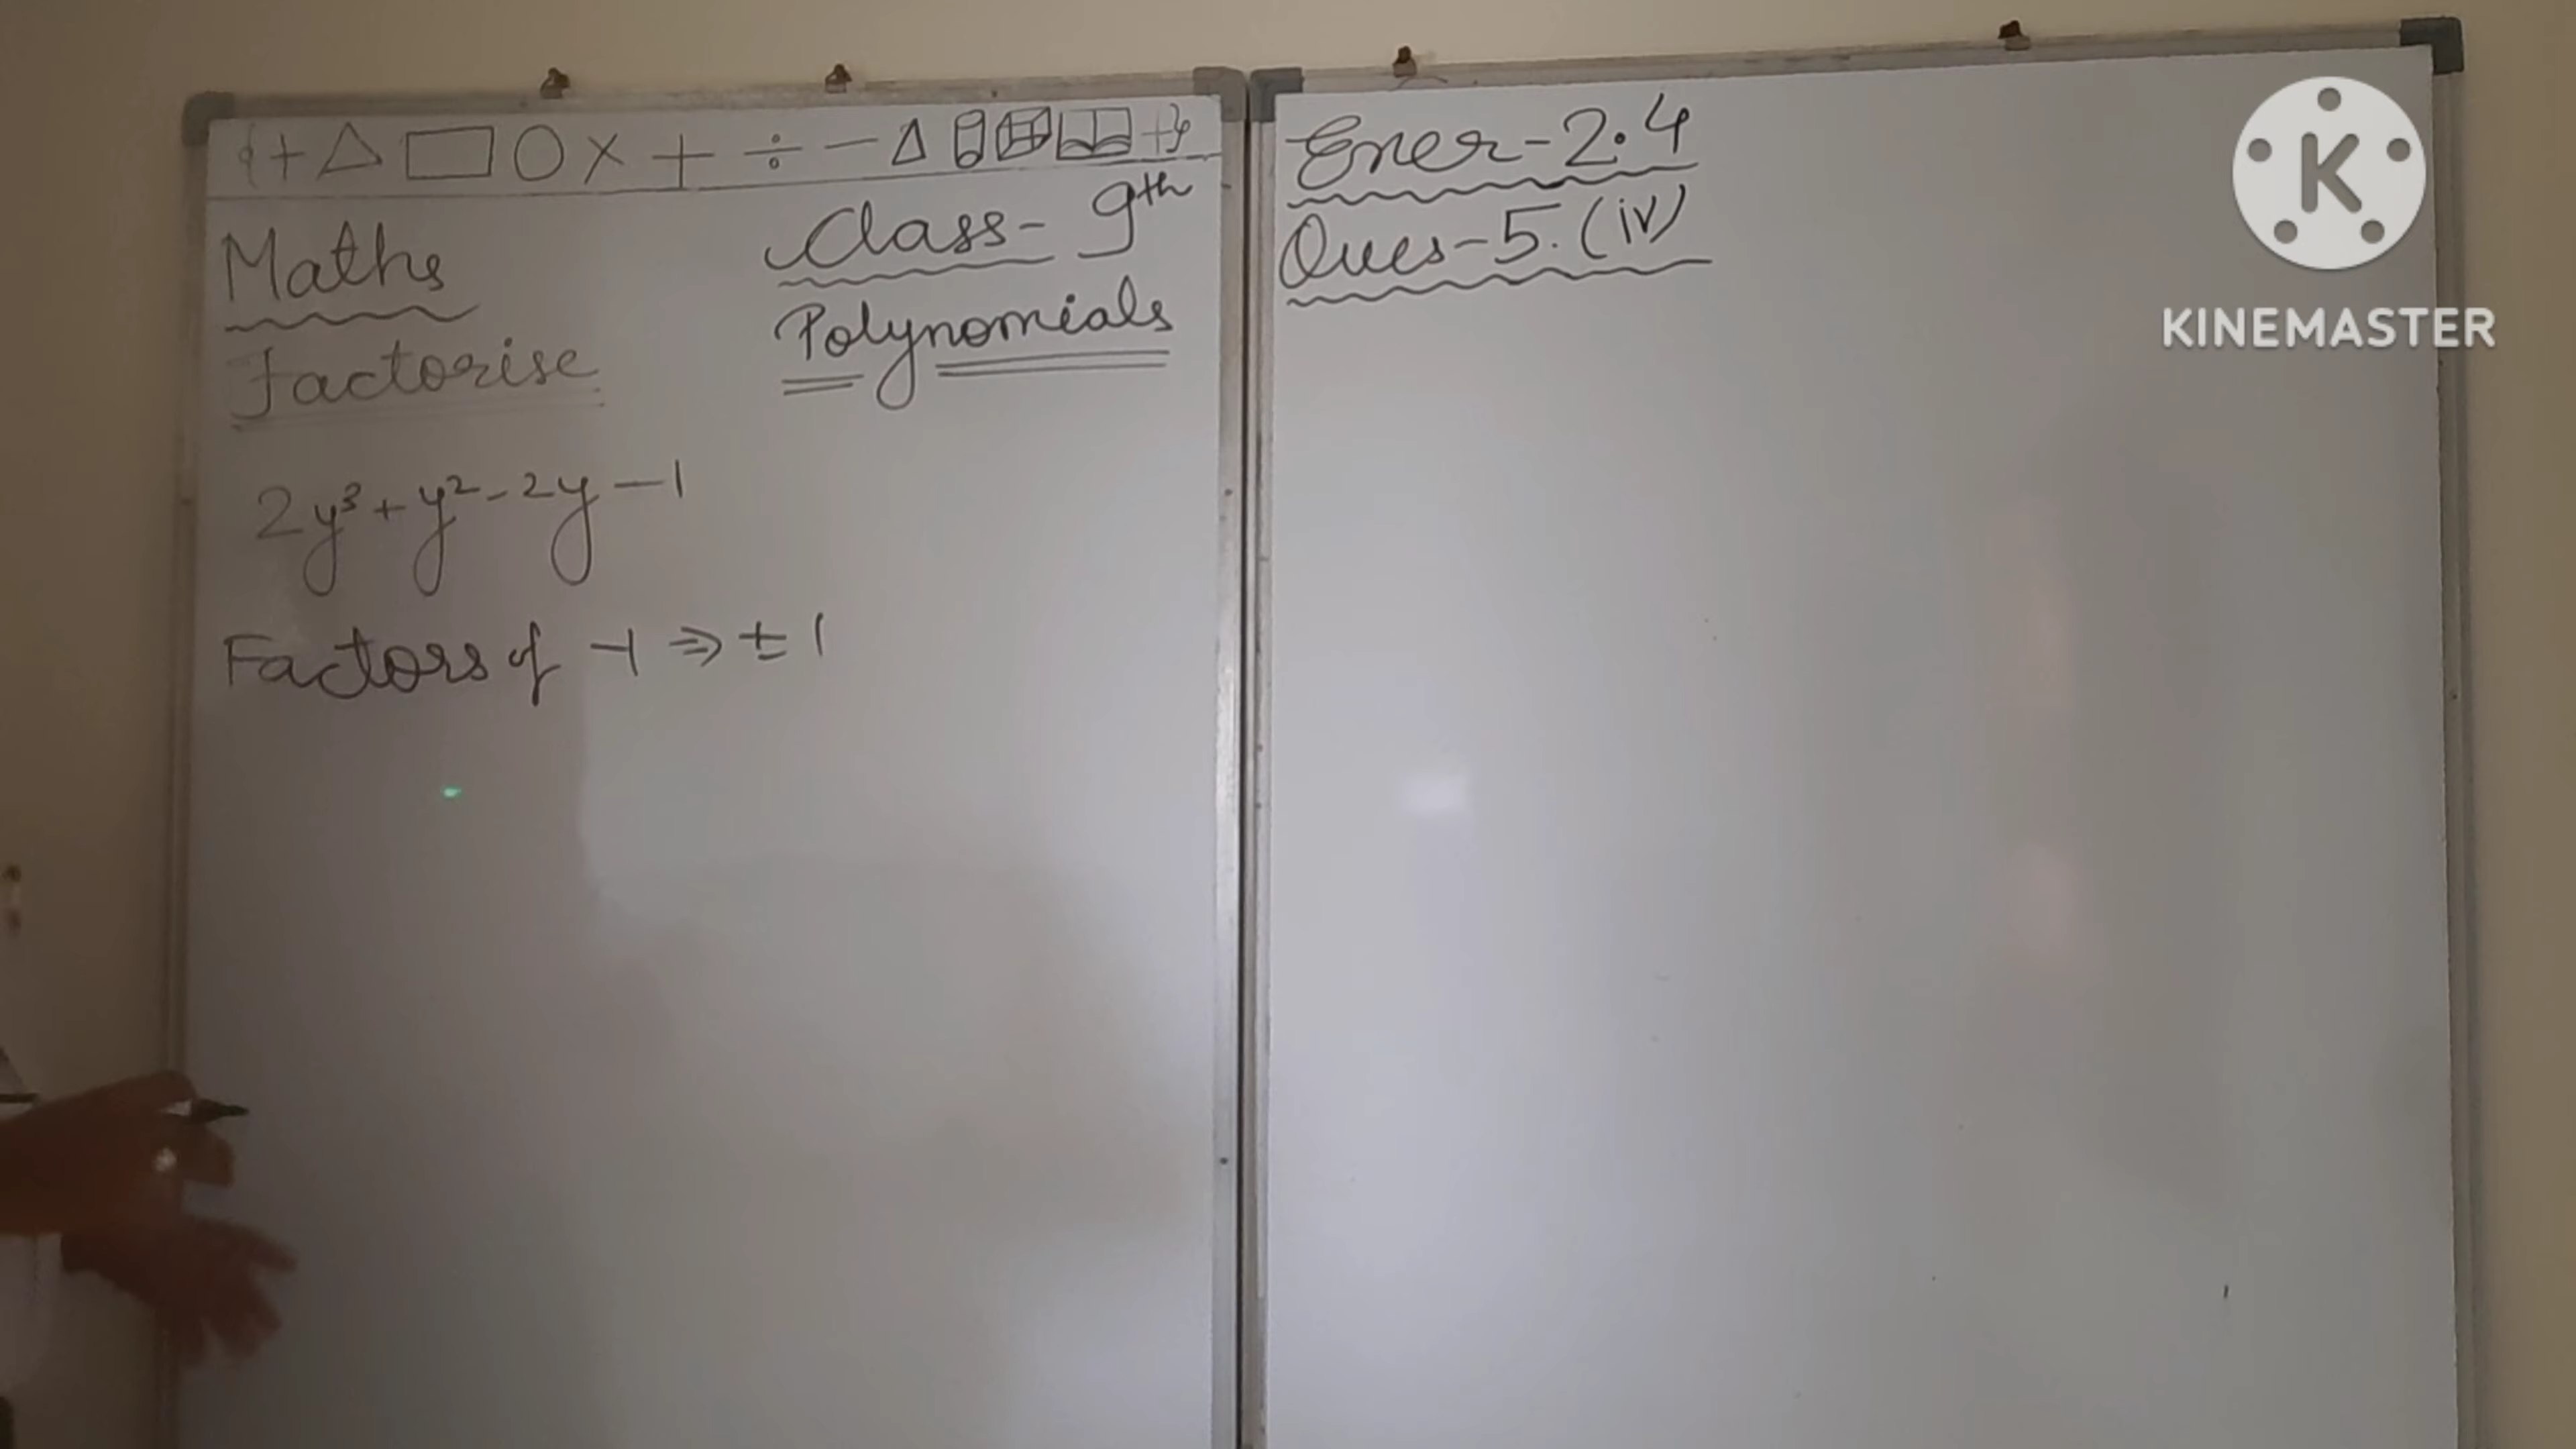 {+ △ ▭ ○ × + ÷ - △ +}
Maths
Class - 9th
Factorise
Polynomials
2y³ + y² - 2y - 1
Factors of -1 ⇒ ± 1
Exer - 2.4
Ques - 5. (iv)
K
KINEMASTER